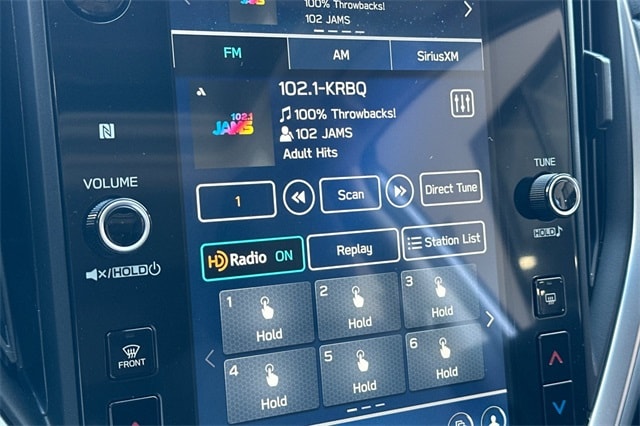 100% Throwbacks!
102 JAMS
FM
AM
SiriusXM
102.1-KRBQ
102.1
JAMS
100% Throwbacks!
102 JAMS
Adult Hits
N
VOLUME
TUNE
1
Scan
Direct Tune
HD Radio ON
Replay
Station List
/HOLD
HOLD
1
Hold
2
Hold
3
Hold
4
Hold
5
Hold
6
Hold
FRONT